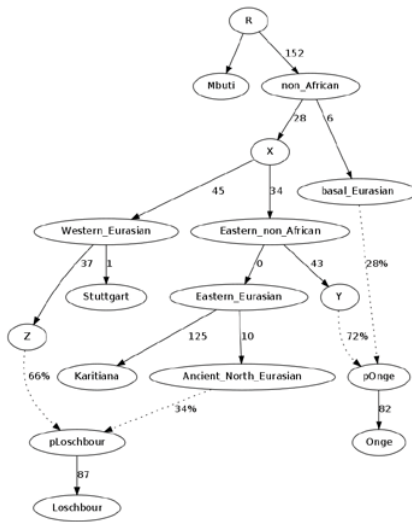 R
152
Mbuti
non_African
28
6
X
45
34
basal_Eurasian
Western_Eurasian
Eastern_non_African
37
1
0
43
28%
Stuttgart
Eastern_Eurasian
Y
Z
125
10
72%
66%
Karitiana
Ancient_North_Eurasian
pOnge
34%
82
pLoschbour
Onge
87
Loschbour